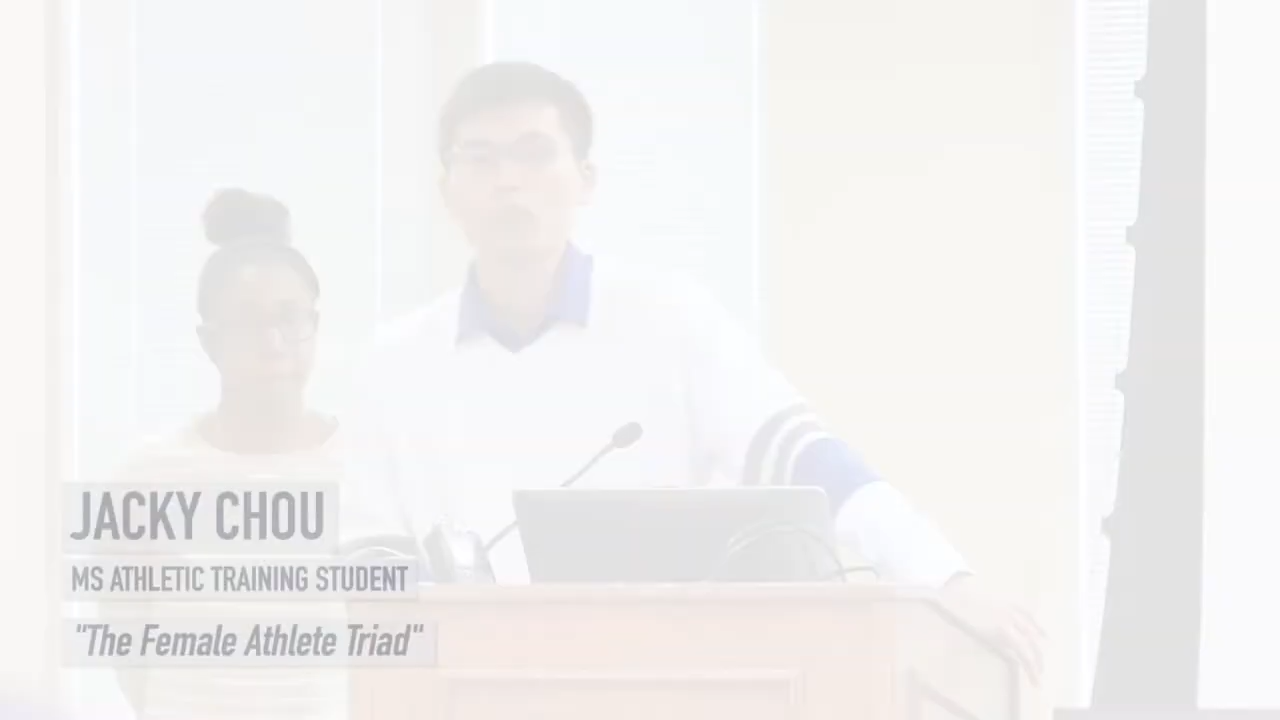 JACKY CHOU
MS ATHLETIC TRAINING STUDENT
"The Female Athlete Triad"